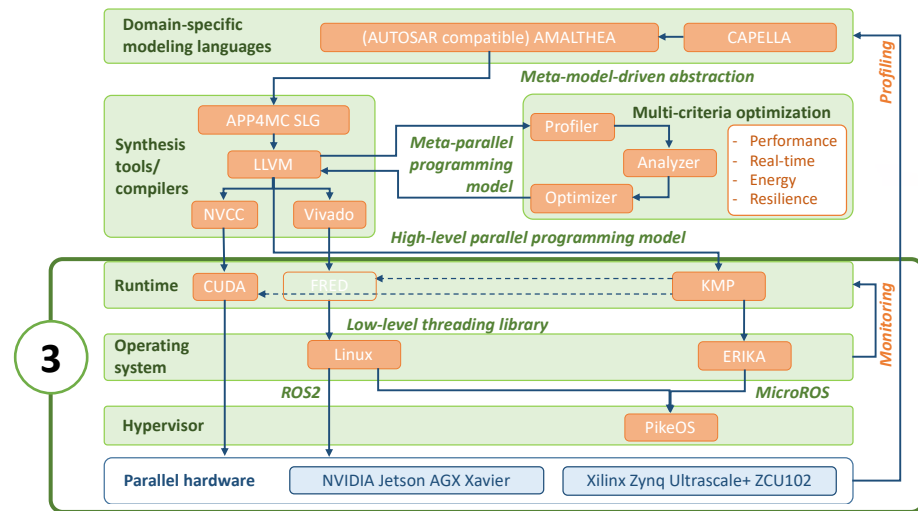 Domain-specific
modeling languages
(AUTOSAR compatible) AMALTHEA
CAPELLA
Profiling
Meta-model-driven abstraction
Synthesis
tools/
compilers
APP4MC SLG
LLVM
NVCC
Vivado
Meta-parallel
programming
model
Multi-criteria optimization
Profiler
Analyzer
Optimizer
- Performance
- Real-time
- Energy
- Resilience
High-level parallel programming model
3
Runtime
CUDA
FRED
KMP
Monitoring
Low-level threading library
Operating
system
Linux
ERIKA
ROS2
MicroROS
Hypervisor
PikeOS
Parallel hardware
NVIDIA Jetson AGX Xavier
Xilinx Zynq Ultrascale+ ZCU102